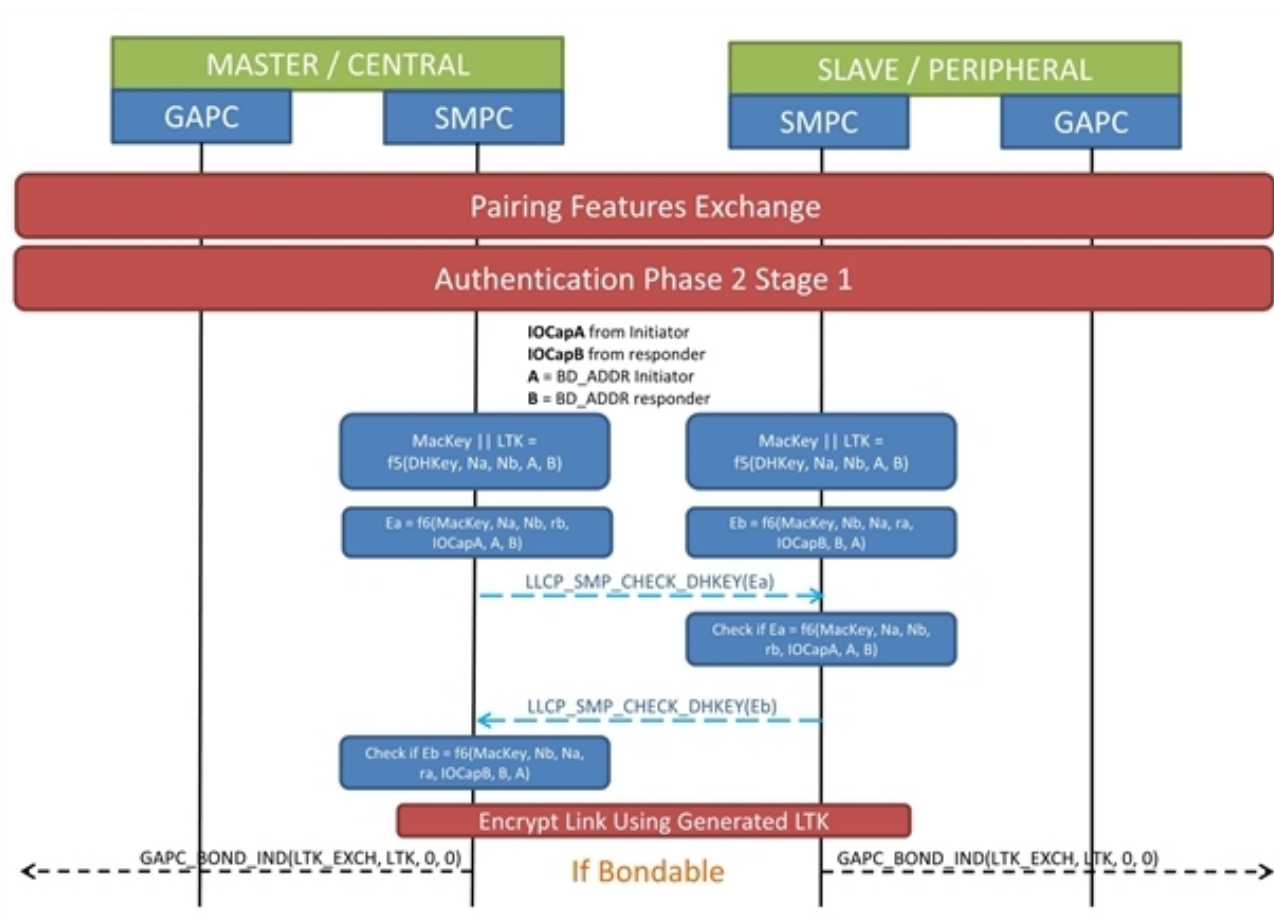 MASTER / CENTRAL
SLAVE / PERIPHERAL
GAPC
SMPC
SMPC
GAPC
Pairing Features Exchange
Authentication Phase 2 Stage 1
IOCapA from Initiator
IOCapB from responder
A = BD_ADDR Initiator
B = BD_ADDR responder
MacKey || LTK =
f5(DHKey, Na, Nb, A, B)
MacKey || LTK =
f5(DHKey, Na, Nb, A, B)
Ea = f6(MacKey, Na, Nb, rb,
IOCapA, A, B)
Eb = f6(MacKey, Nb, Na, ra,
IOCapB, B, A)
LLCP_SMP_CHECK_DHKEY(Ea)
Check if Ea = f6(MacKey, Na, Nb,
rb, IOCapA, A, B)
LLCP_SMP_CHECK_DHKEY(Eb)
Check if Eb = f6(MacKey, Nb, Na,
ra, IOCapB, B, A)
Encrypt Link Using Generated LTK
GAPC_BOND_IND(LTK_EXCH, LTK, 0, 0)
If Bondable
GAPC_BOND_IND(LTK_EXCH, LTK, 0, 0)